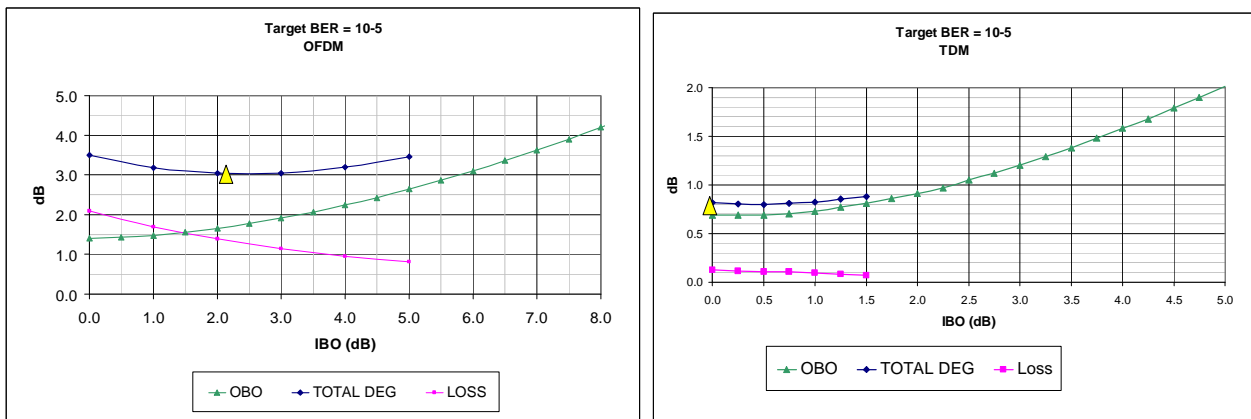 Target BER = 10-5
OFDM
5.0
4.0
3.0
2.0
1.0
0.0
dB
0.0 1.0 2.0 3.0 4.0 5.0 6.0 7.0 8.0
IBO (dB)
OBO TOTAL DEG LOSS
Target BER = 10-5
TDM
2.0
1.5
1.0
0.5
0.0
dB
0.0 0.5 1.0 1.5 2.0 2.5 3.0 3.5 4.0 4.5 5.0
IBO (dB)
OBO TOTAL DEG Loss